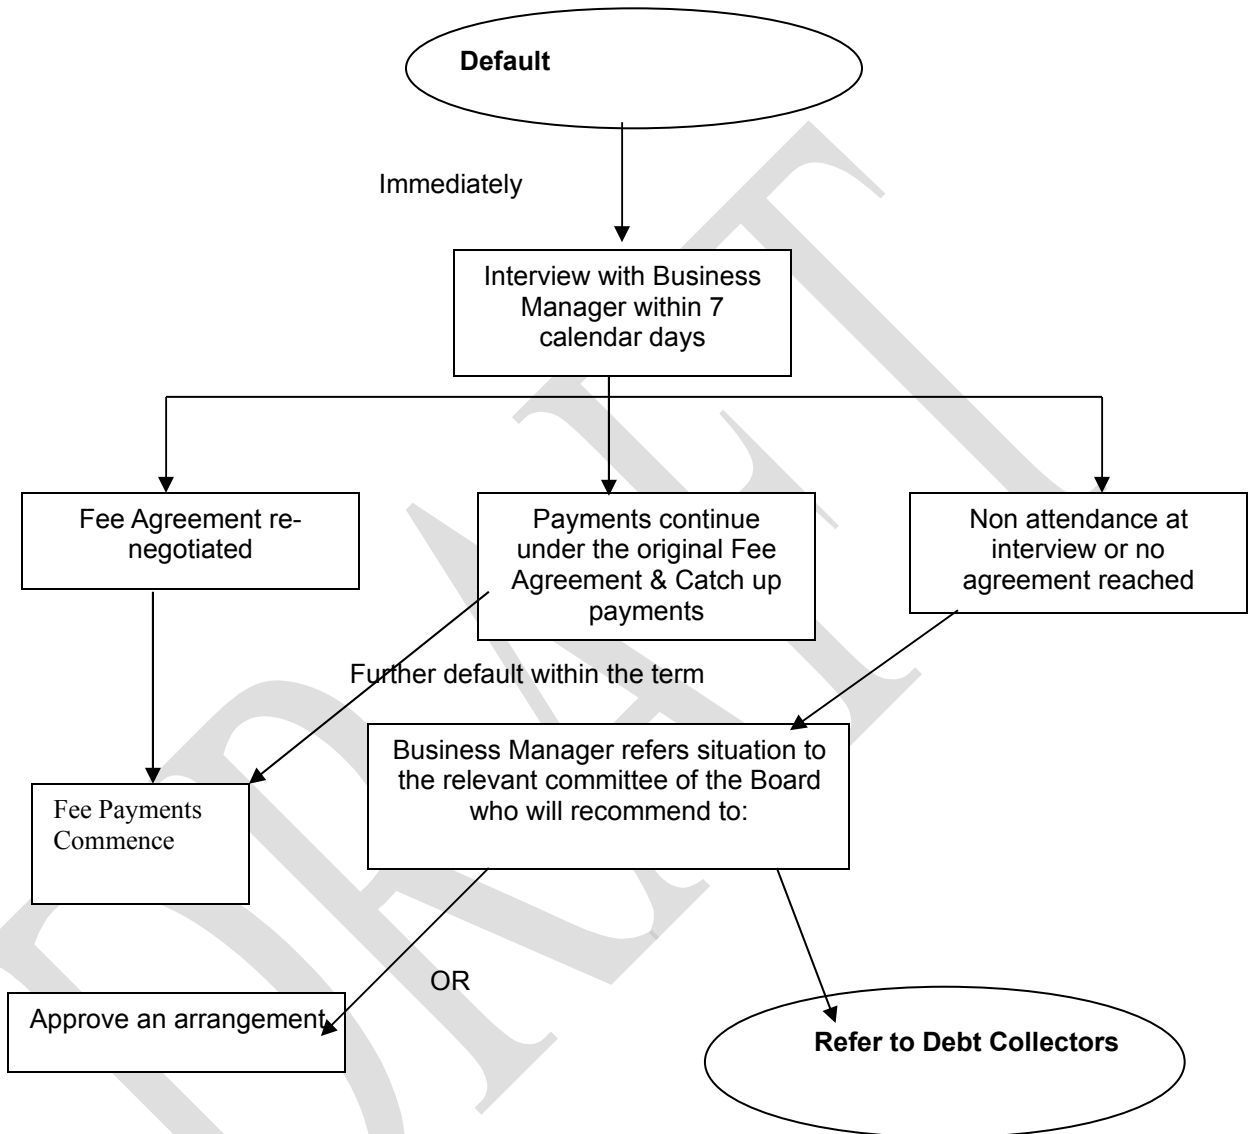 Default
Immediately
Interview with Business
Manager within 7
calendar days
Fee Agreement re-
negotiated
Payments continue
under the original Fee
Agreement & Catch up
payments
Non attendance at
interview or no
agreement reached
Further default within the term
Business Manager refers situation to
the relevant committee of the Board
who will recommend to:
Fee Payments
Commence
OR
Approve an arrangement
Refer to Debt Collectors
DRAFT